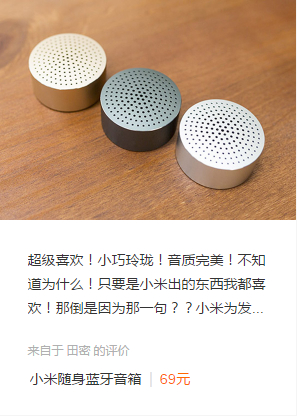 超级喜欢！小巧玲珑！音质完美！不知
道为什么！只要是小米出的东西我都喜
欢！那倒是因为那一句？？小米为发...
来自于 田密 的评价
小米随身蓝牙音箱 | 69元